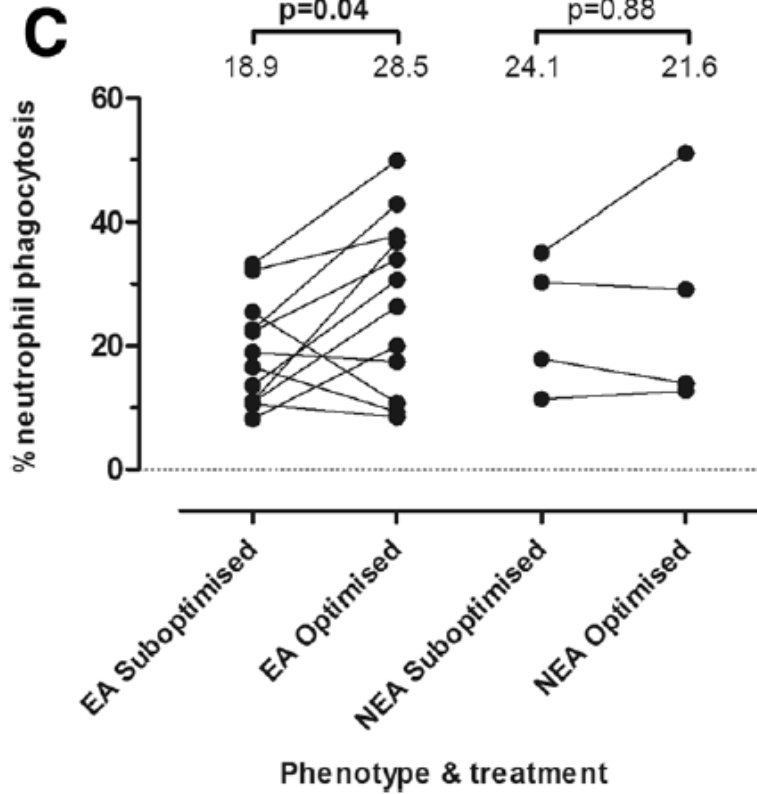 C
p=0.04 p=0.88
18.9 28.5 24.1 21.6
60
40
20
0
% neutrophil phagocytosis
EA Suboptimised
EA Optimised
NEA Suboptimised
NEA Optimised
Phenotype & treatment